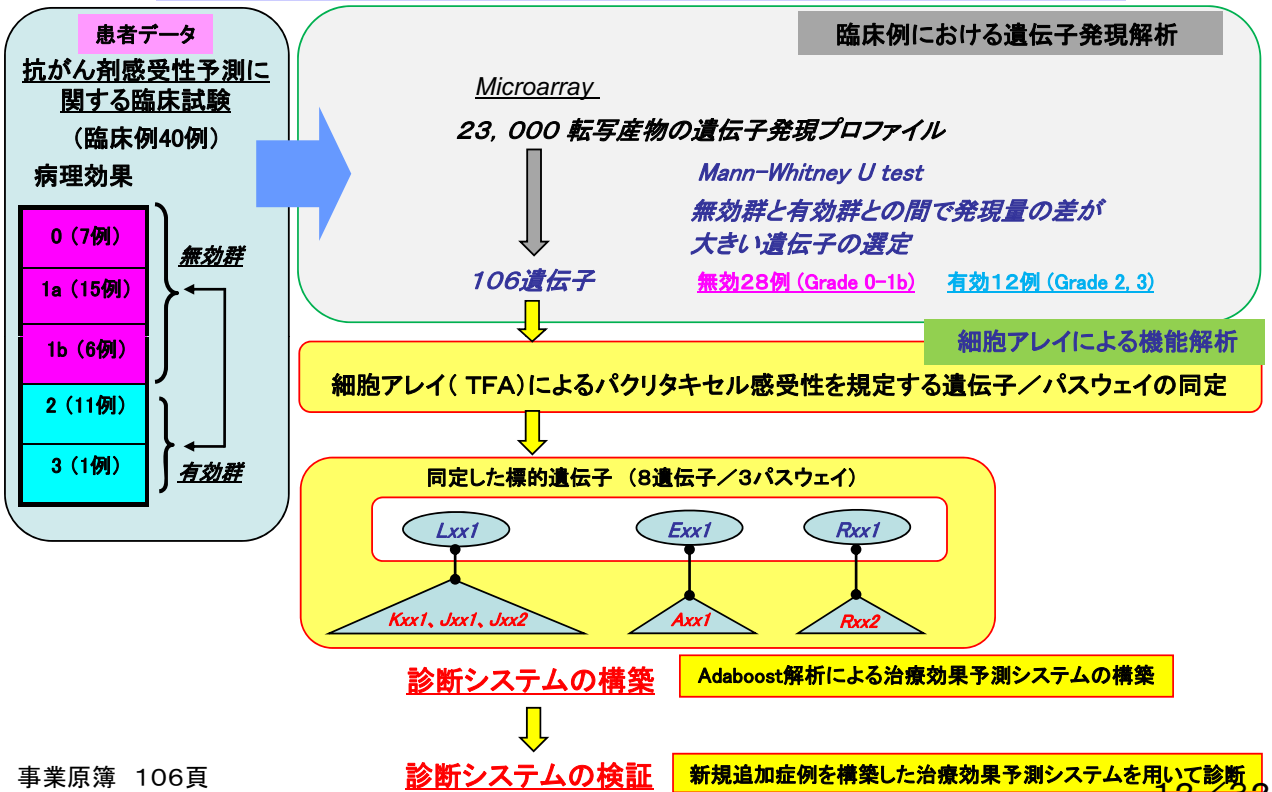 患者データ
抗がん剤感受性予測に
関する臨床試験
（臨床例40例）
病理効果
0（7例）
1a（15例）
1b（6例）
2（11例）
3（1例）
無効群
有効群
臨床例における遺伝子発現解析
Microarray
２３，０００ 転写産物の遺伝子発現プロファイル
Mann-Whitney U test
無効群と有効群との間で発現量の差が
大きい遺伝子の選定
１０６遺伝子
無効２８例 (Grade 0-1b)
有効１２例 (Grade 2, 3)
細胞アレイによる機能解析
細胞アレイ（ TFA）によるパクリタキセル感受性を規定する遺伝子／パスウェイの同定
同定した標的遺伝子 （８遺伝子／３パスウェイ）
Lxx1
Exx1
Rxx1
Kxx1、Jxx1、Jxx2
Axx1
Rxx2
診断システムの構築
Adaboost解析による治療効果予測システムの構築
診断システムの検証
新規追加症例を構築した治療効果予測システムを用いて診断
事業原簿 １０６頁